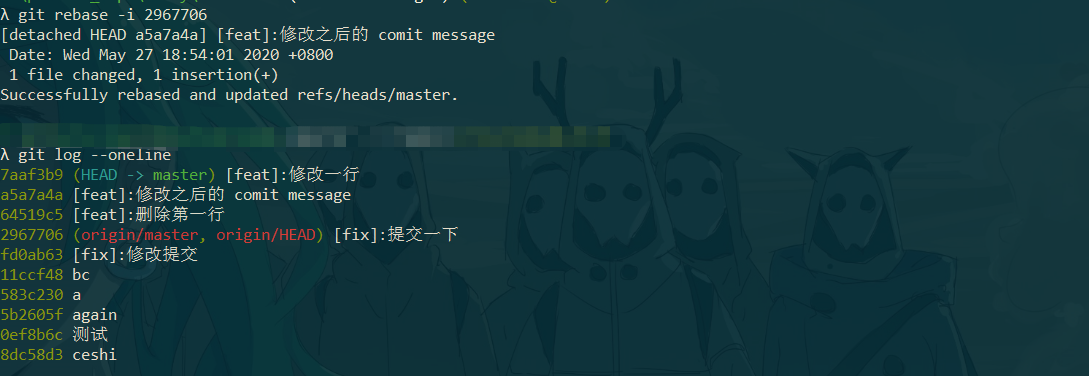 λ git rebase -i 2967706
[detached HEAD a5a7a4a] [feat]:修改之后的 comit message
Date: Wed May 27 18:54:01 2020 +0800
1 file changed, 1 insertion(+)
Successfully rebased and updated refs/heads/master.
λ git log --oneline
7aaf3b9 (HEAD -> master) [feat]:修改一行
a5a7a4a [feat]:修改之后的 comit message
64519c5 [feat]:删除第一行
2967706 (origin/master, origin/HEAD) [fix]:提交一下
fd0ab63 [fix]:修改提交
11ccf48 bc
583c230 a
5b2605f again
0ef8b6c 测试
8dc58d3 ceshi